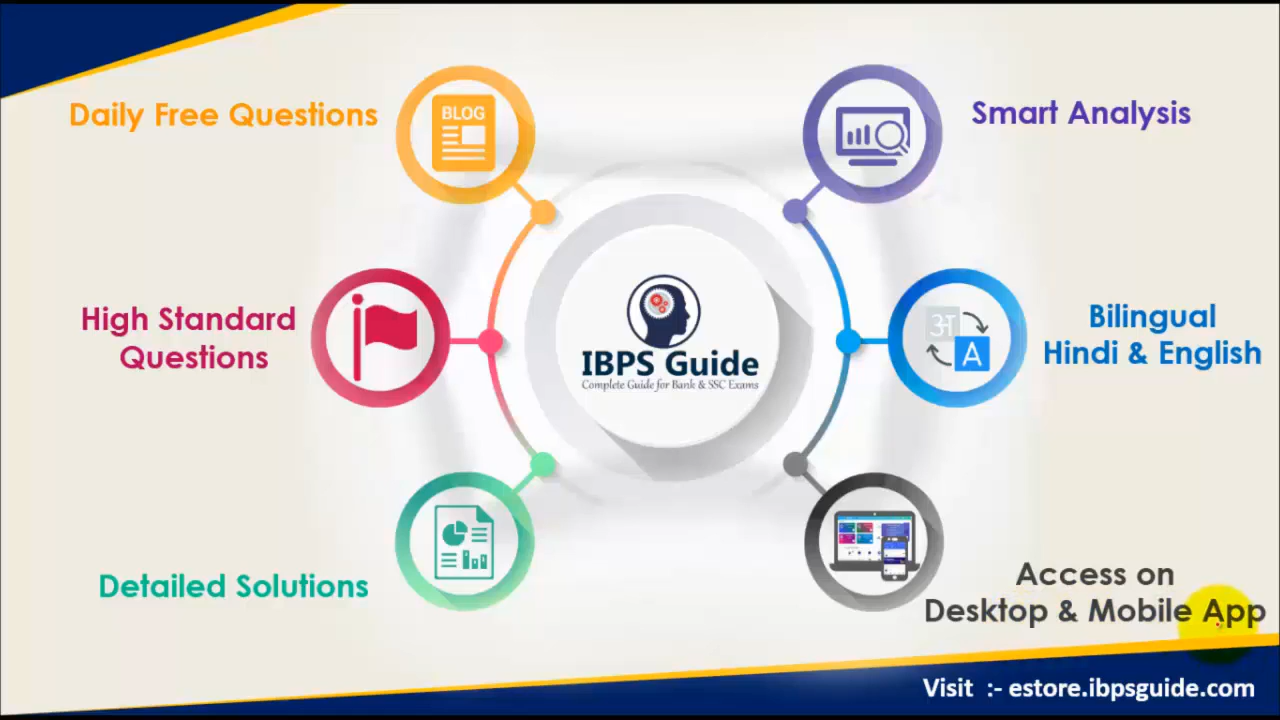 Daily Free Questions
BLOG
Smart Analysis
High Standard
Questions
IBPS Guide
Complete Guide for Bank & SSC Exams
अ
A
Bilingual
Hindi & English
Detailed Solutions
Access on
Desktop & Mobile App
Visit :- estore.ibpsguide.com